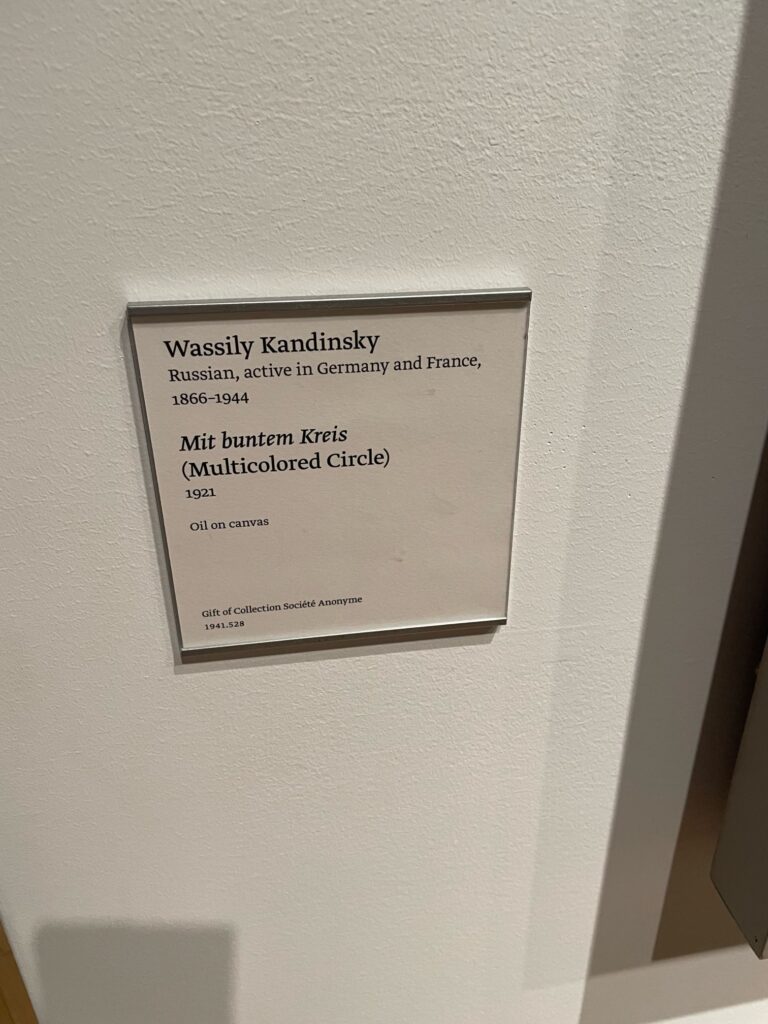 Wassily Kandinsky
Russian, active in Germany and France,
1866–1944
Mit buntem Kreis
(Multicolored Circle)
1921
Oil on canvas
Gift of Collection Société Anonyme
1941.528